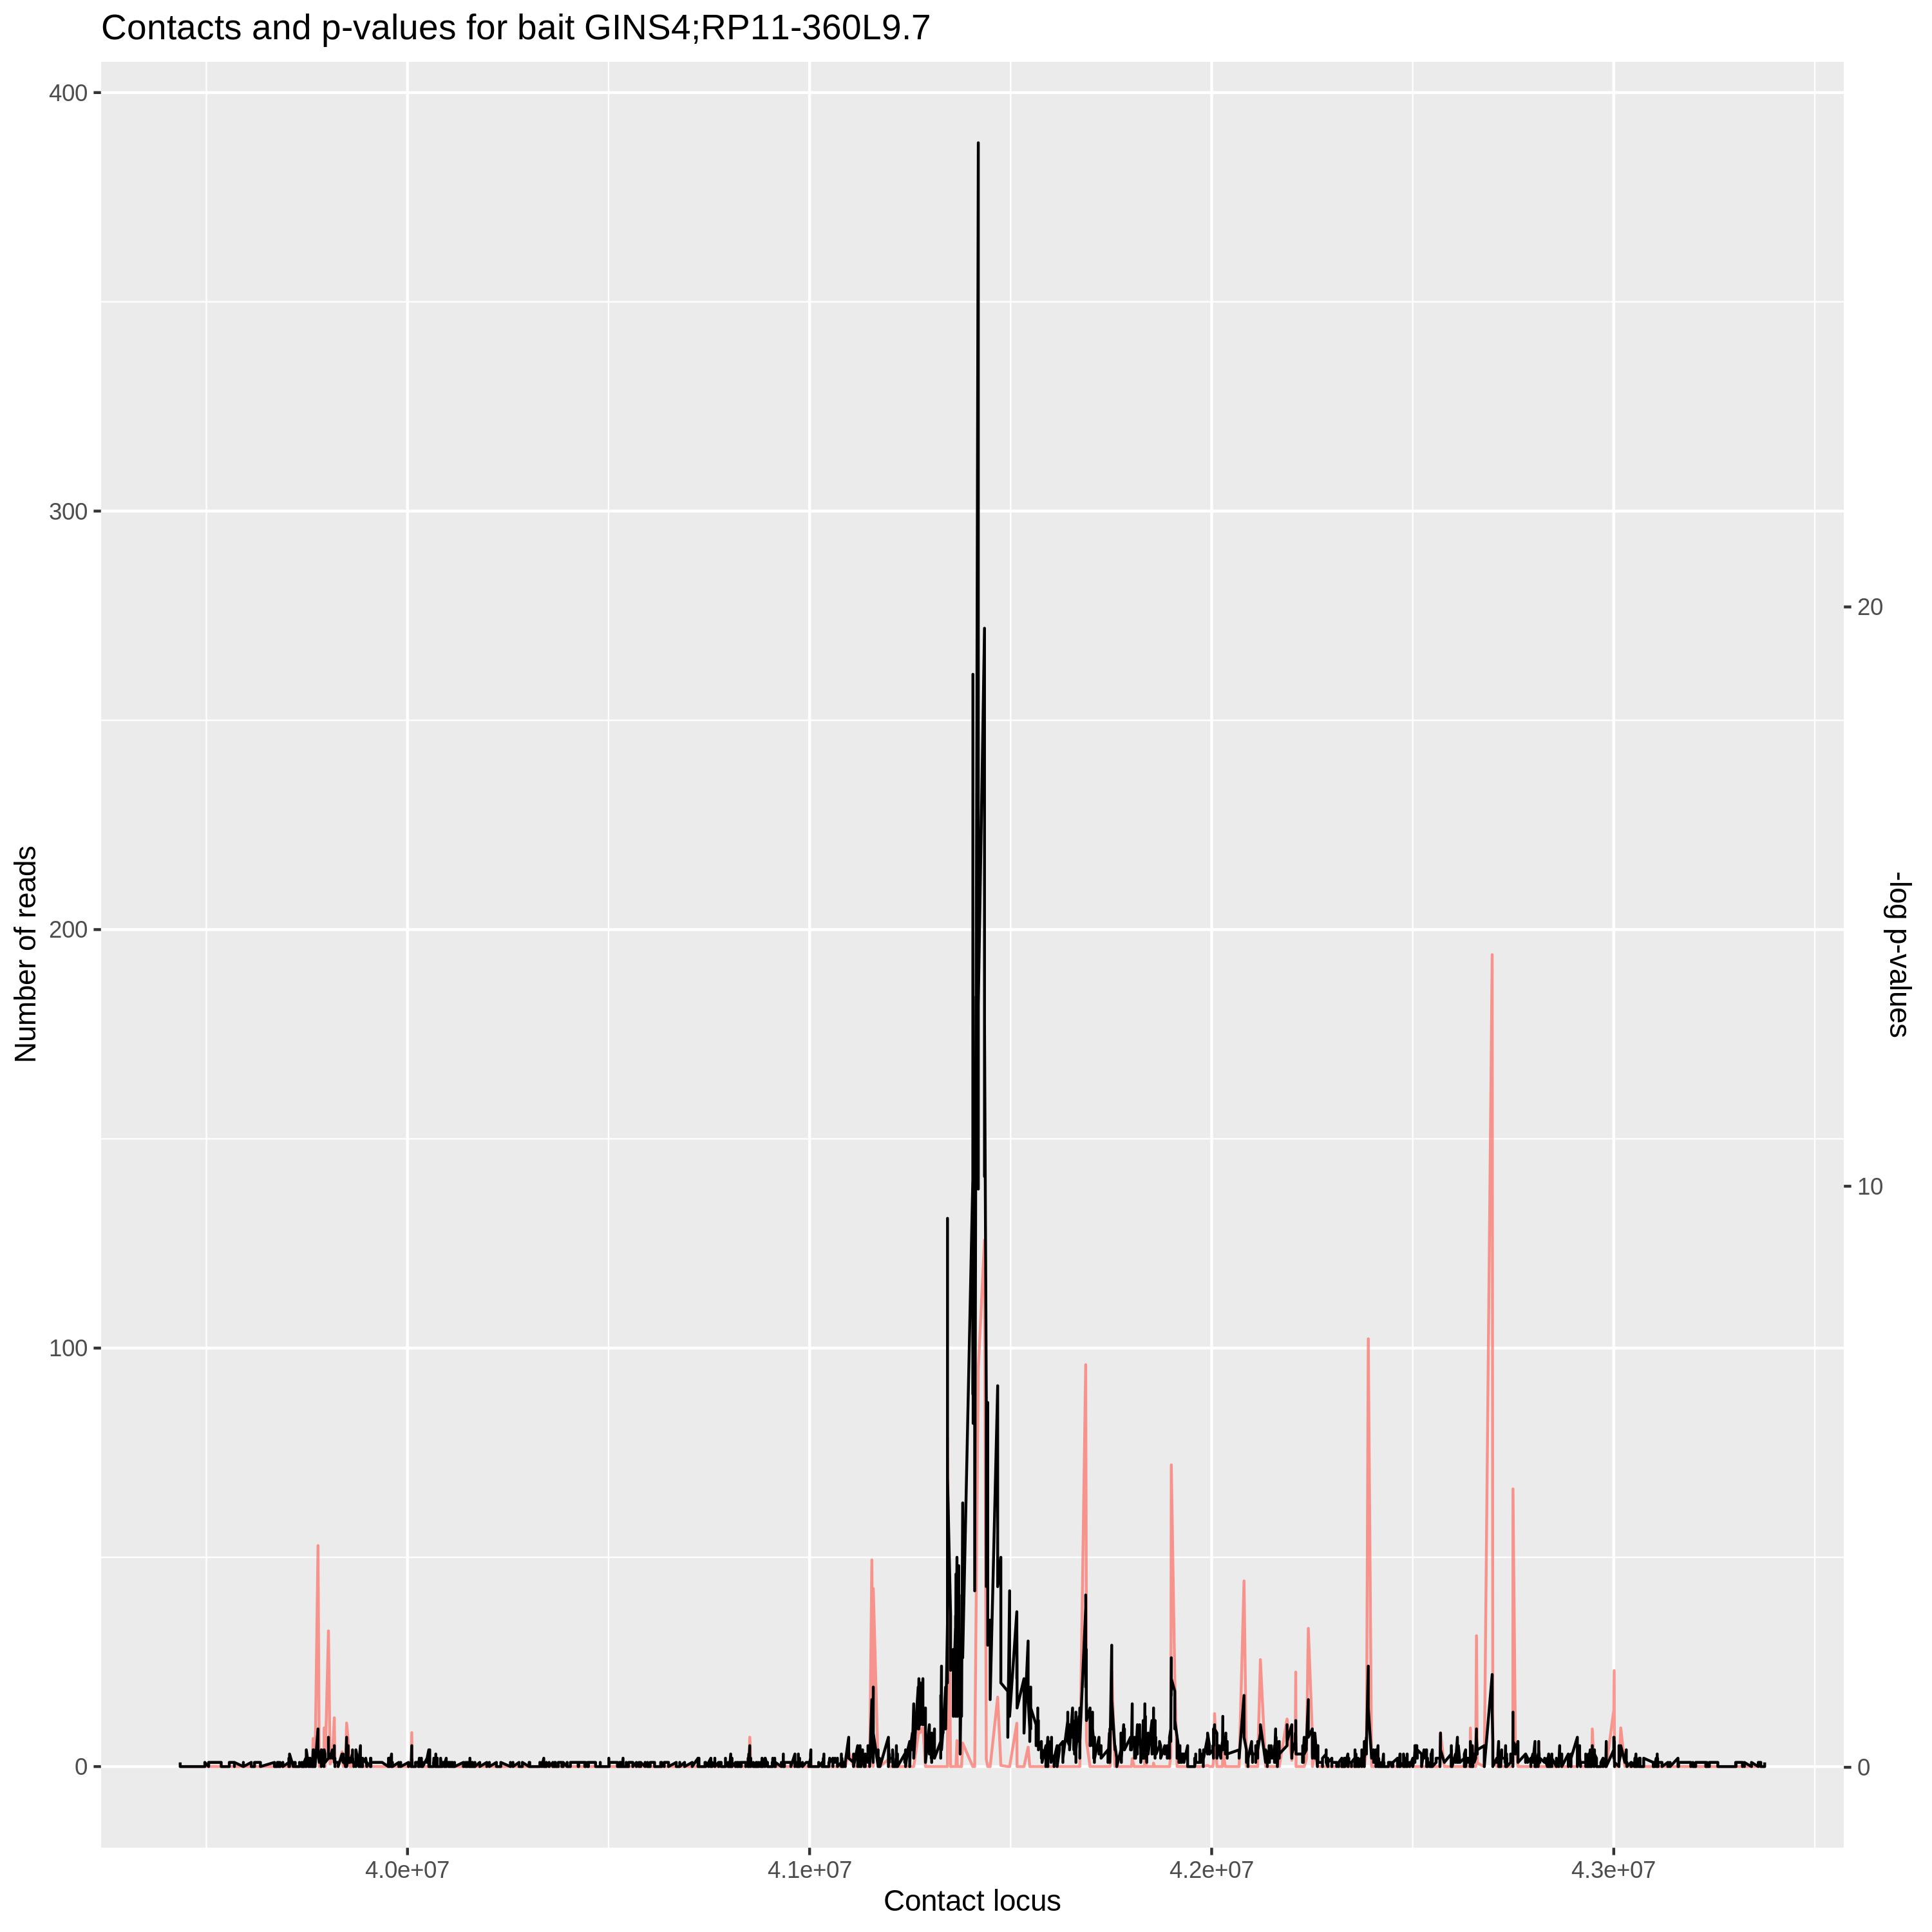 Contacts and p-values for bait GINS4;RP11-360L9.7
400
300
200
100
0
Number of reads
20
10
0
-log p-values
4.0e+07
4.1e+07
4.2e+07
4.3e+07
Contact locus